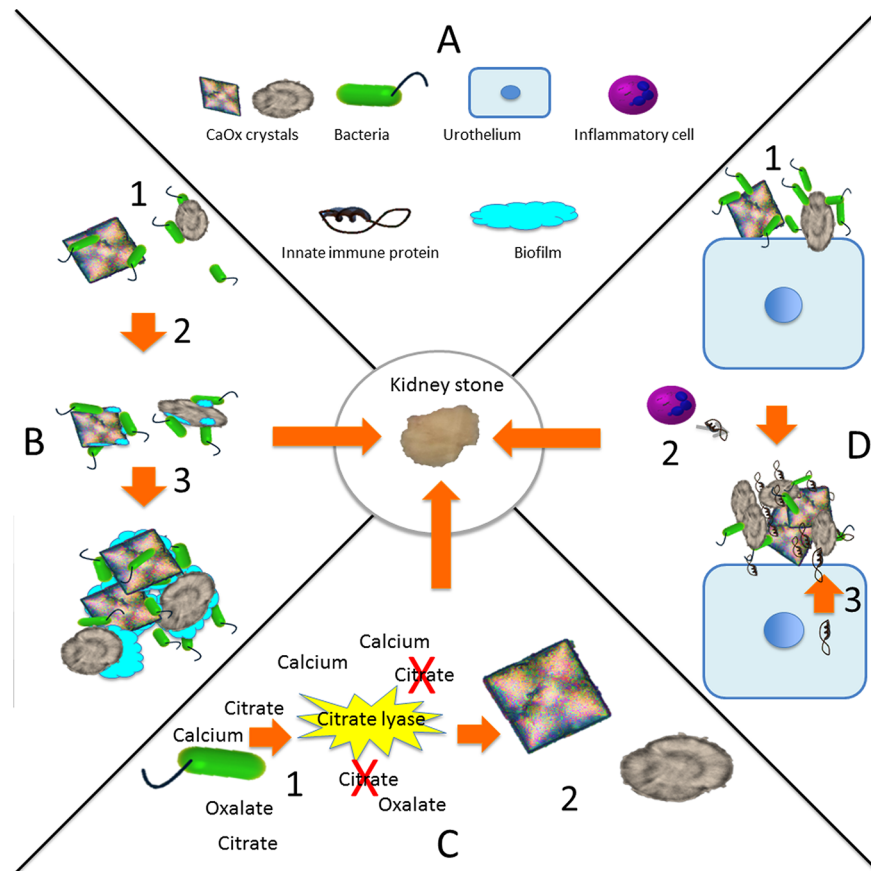 A
CaOx crystals
Bacteria
Urothelium
Inflammatory cell
Innate immune protein
Biofilm
1
2
B
3
Kidney stone
1
2
D
3
Calcium
Calcium
Citrate
Citrate
Citrate lyase
Calcium
1
Citrate
Oxalate
Oxalate
Citrate
2
C